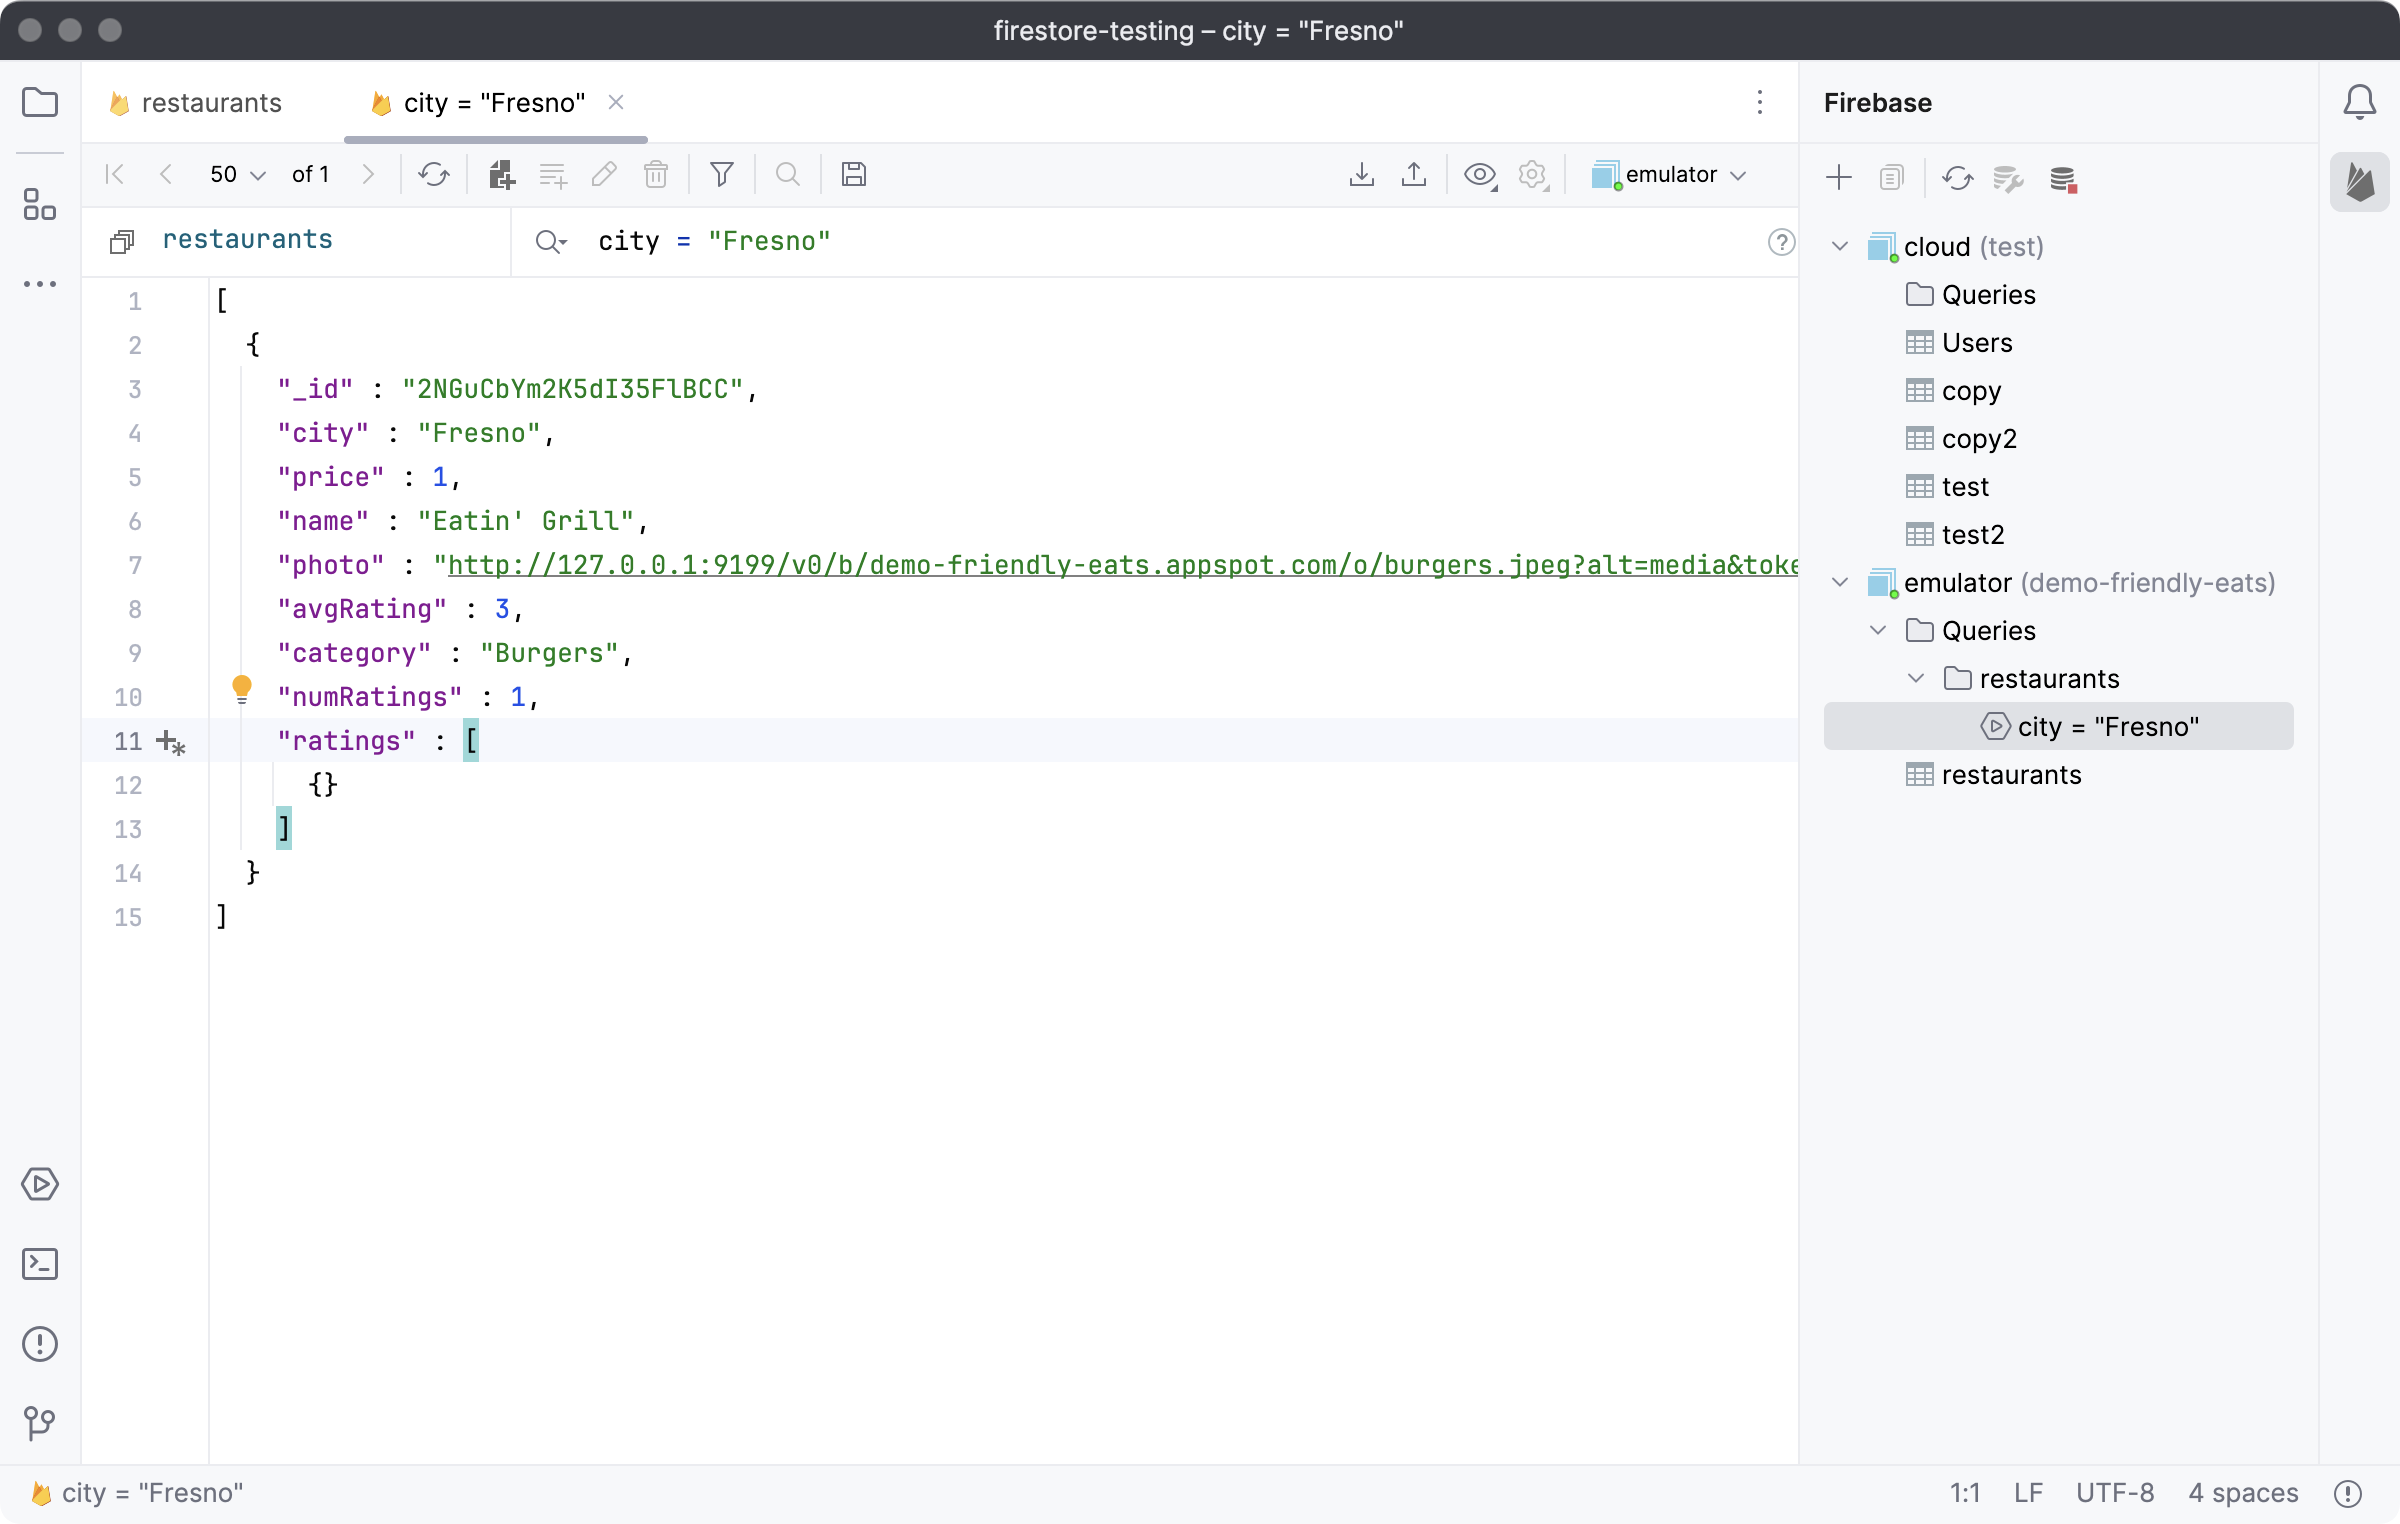 firestore-testing – city = "Fresno"
restaurants
city = "Fresno"
50
of 1
emulator
restaurants
city = "Fresno"
1 [
2 {
3 "_id" : "2NGuCbYm2K5dI35FlBCC",
4 "city" : "Fresno",
5 "price" : 1,
6 "name" : "Eatin' Grill",
7 "photo" : "http://127.0.0.1:9199/v0/b/demo-friendly-eats.appspot.com/o/burgers.jpeg?alt=media&toke
8 "avgRating" : 3,
9 "category" : "Burgers",
10 "numRatings" : 1,
11 "ratings" : [
12 {}
13 ]
14 }
15 ]
Firebase
cloud (test)
Queries
Users
copy
copy2
test
test2
emulator (demo-friendly-eats)
Queries
restaurants
city = "Fresno"
restaurants
city = "Fresno"
1:1 LF UTF-8 4 spaces